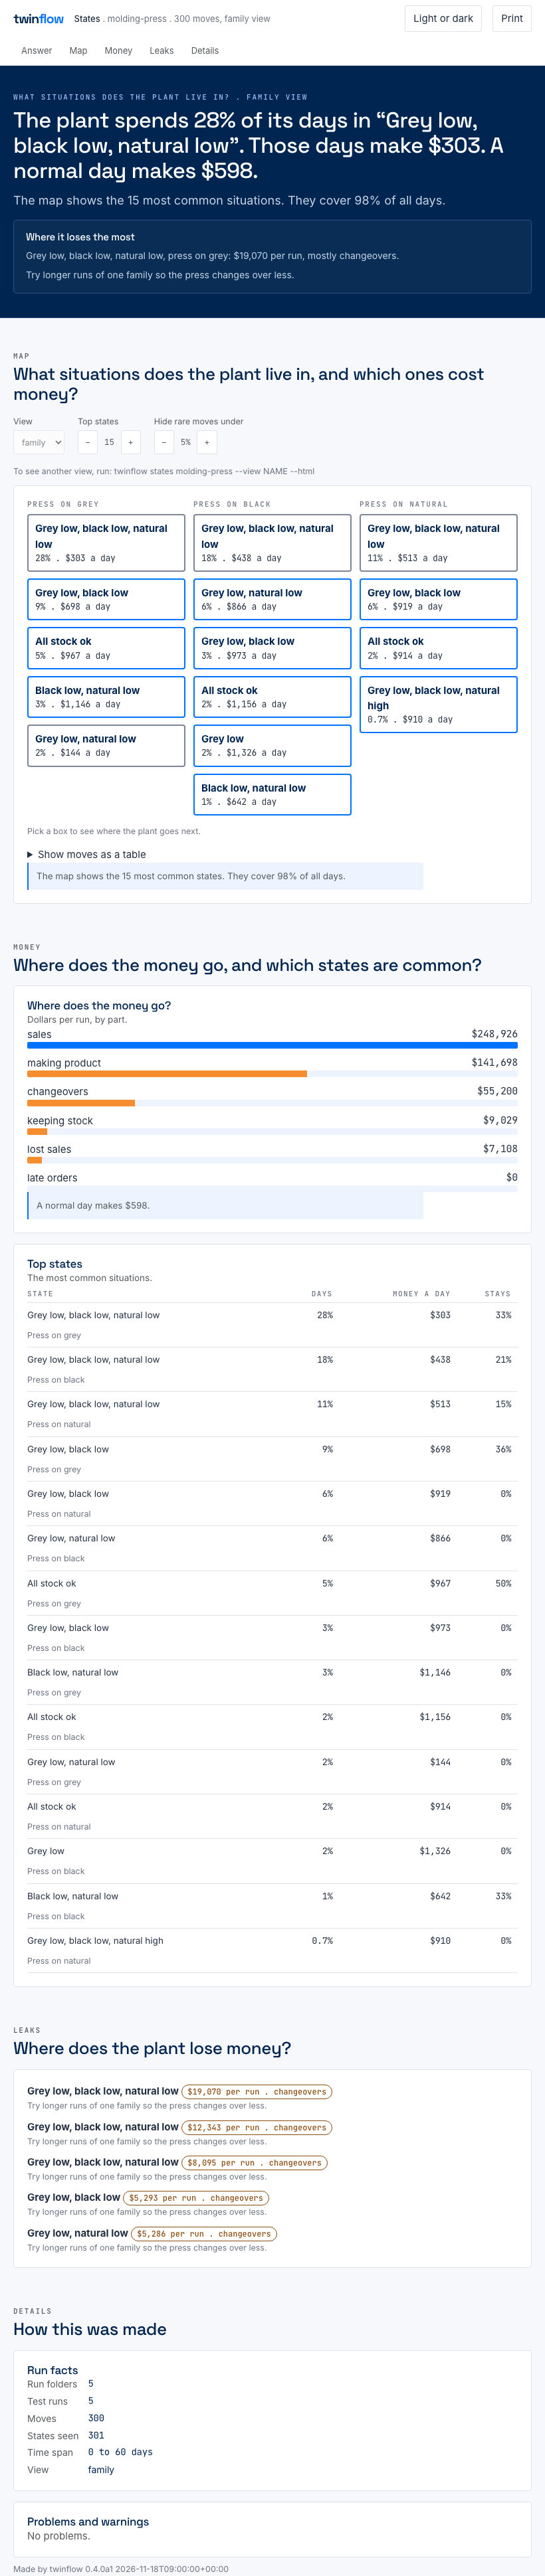 twinflow States . molding-press . 300 moves, family view Light or dark Print
Answer Map Money Leaks Details
WHAT SITUATIONS DOES THE PLANT LIVE IN? . FAMILY VIEW
The plant spends 28% of its days in “Grey low,
black low, natural low”. Those days make $303. A
normal day makes $598.
The map shows the 15 most common situations. They cover 98% of all days.
Where it loses the most
Grey low, black low, natural low, press on grey: $19,070 per run, mostly changeovers.
Try longer runs of one family so the press changes over less.
MAP
What situations does the plant live in, and which ones cost
money?
View Top states Hide rare moves under
family − 15 + − 5% +
To see another view, run: twinflow states molding-press --view NAME --html
PRESS ON GREY PRESS ON BLACK PRESS ON NATURAL
Grey low, black low, natural Grey low, black low, natural Grey low, black low, natural
low low low
28% . $303 a day 18% . $438 a day 11% . $513 a day
Grey low, black low Grey low, natural low Grey low, black low
9% . $698 a day 6% . $866 a day 6% . $919 a day
All stock ok Grey low, black low All stock ok
5% . $967 a day 3% . $973 a day 2% . $914 a day
Black low, natural low All stock ok Grey low, black low, natural
3% . $1,146 a day 2% . $1,156 a day high
0.7% . $910 a day
Grey low, natural low Grey low
2% . $144 a day 2% . $1,326 a day
Black low, natural low
1% . $642 a day
Pick a box to see where the plant goes next.
▶ Show moves as a table
The map shows the 15 most common states. They cover 98% of all days.
MONEY
Where does the money go, and which states are common?
Where does the money go?
Dollars per run, by part.
sales $248,926
making product $141,698
changeovers $55,200
keeping stock $9,029
lost sales $7,108
late orders $0
A normal day makes $598.
Top states
The most common situations.
STATE DAYS MONEY A DAY STAYS
Grey low, black low, natural low 28% $303 33%
Press on grey
Grey low, black low, natural low 18% $438 21%
Press on black
Grey low, black low, natural low 11% $513 15%
Press on natural
Grey low, black low 9% $698 36%
Press on grey
Grey low, black low 6% $919 0%
Press on natural
Grey low, natural low 6% $866 0%
Press on black
All stock ok 5% $967 50%
Press on grey
Grey low, black low 3% $973 0%
Press on black
Black low, natural low 3% $1,146 0%
Press on grey
All stock ok 2% $1,156 0%
Press on black
Grey low, natural low 2% $144 0%
Press on grey
All stock ok 2% $914 0%
Press on natural
Grey low 2% $1,326 0%
Press on black
Black low, natural low 1% $642 33%
Press on black
Grey low, black low, natural high 0.7% $910 0%
Press on natural
LEAKS
Where does the plant lose money?
Grey low, black low, natural low $19,070 per run . changeovers
Try longer runs of one family so the press changes over less.
Grey low, black low, natural low $12,343 per run . changeovers
Try longer runs of one family so the press changes over less.
Grey low, black low, natural low $8,095 per run . changeovers
Try longer runs of one family so the press changes over less.
Grey low, black low $5,293 per run . changeovers
Try longer runs of one family so the press changes over less.
Grey low, natural low $5,286 per run . changeovers
Try longer runs of one family so the press changes over less.
DETAILS
How this was made
Run facts
Run folders 5
Test runs 5
Moves 300
States seen 301
Time span 0 to 60 days
View family
Problems and warnings
No problems.
Made by twinflow 0.4.0a1 2026-11-18T09:00:00+00:00